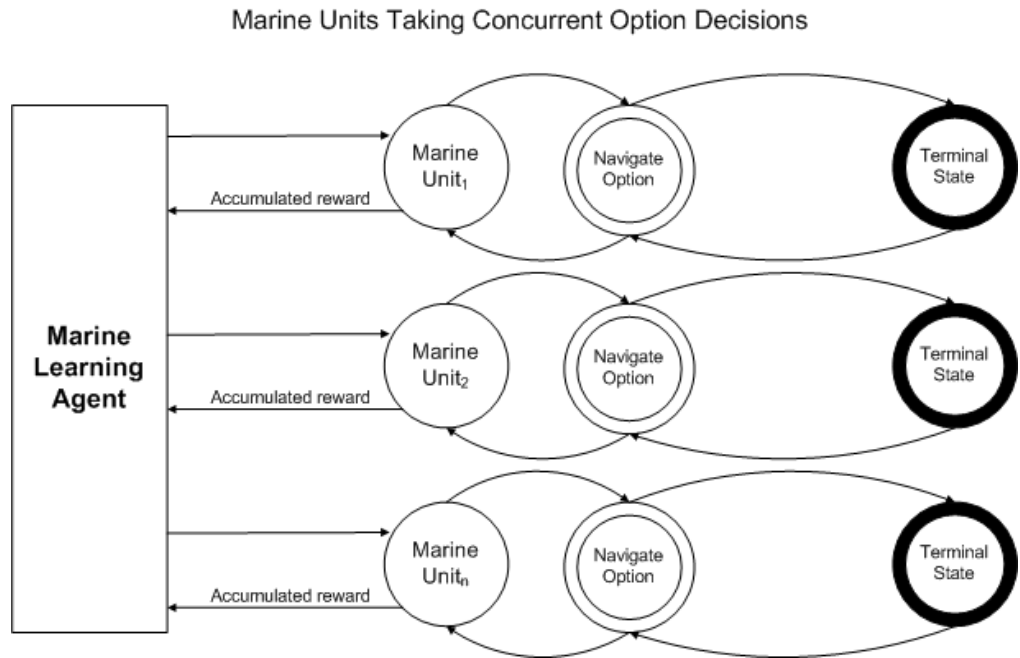 Marine Units Taking Concurrent Option Decisions
Marine
Unit₁
Navigate
Option
Terminal
State
Accumulated reward
Marine
Learning
Agent
Marine
Unit₂
Navigate
Option
Terminal
State
Accumulated reward
Marine
Unitₙ
Navigate
Option
Terminal
State
Accumulated reward